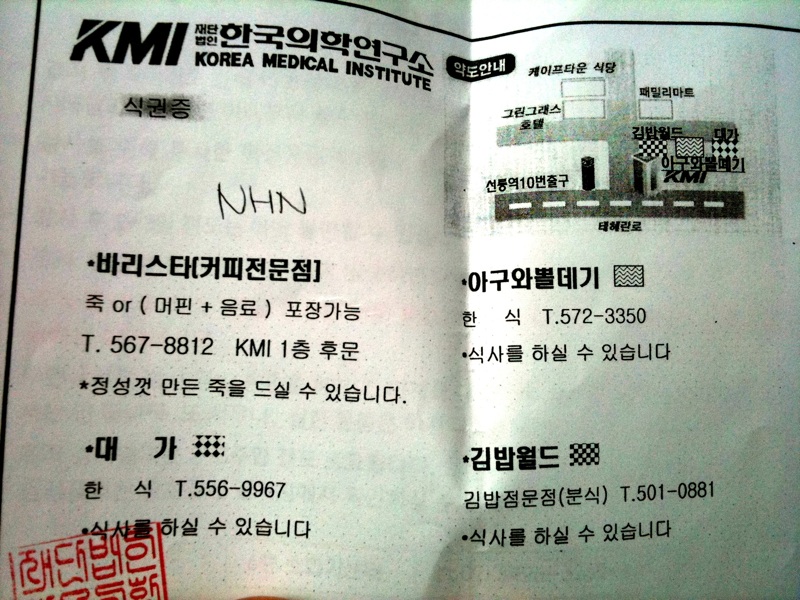 KMI 재단법인 한국의학연구소
KOREA MEDICAL INSTITUTE
식권증
NHN
약도안내
케이프타운 식당
패밀리마트
그린그래스
호텔
김밥월드 대가
아구와뽈데기
KMI
선릉역10번출구
테헤란로
*바리스타[커피전문점]
죽 or ( 머핀 + 음료 ) 포장가능
T. 567-8812 KMI 1층 후문
*정성껏 만든 죽을 드실 수 있습니다.
*아구와뽈데기
한 식 T.572-3350
•식사를 하실 수 있습니다
*대 가
한 식 T.556-9967
•식사를 하실 수 있습니다
*김밥월드
김밥점문점(분식) T.501-0881
•식사를 하실 수 있습니다
재단법인한